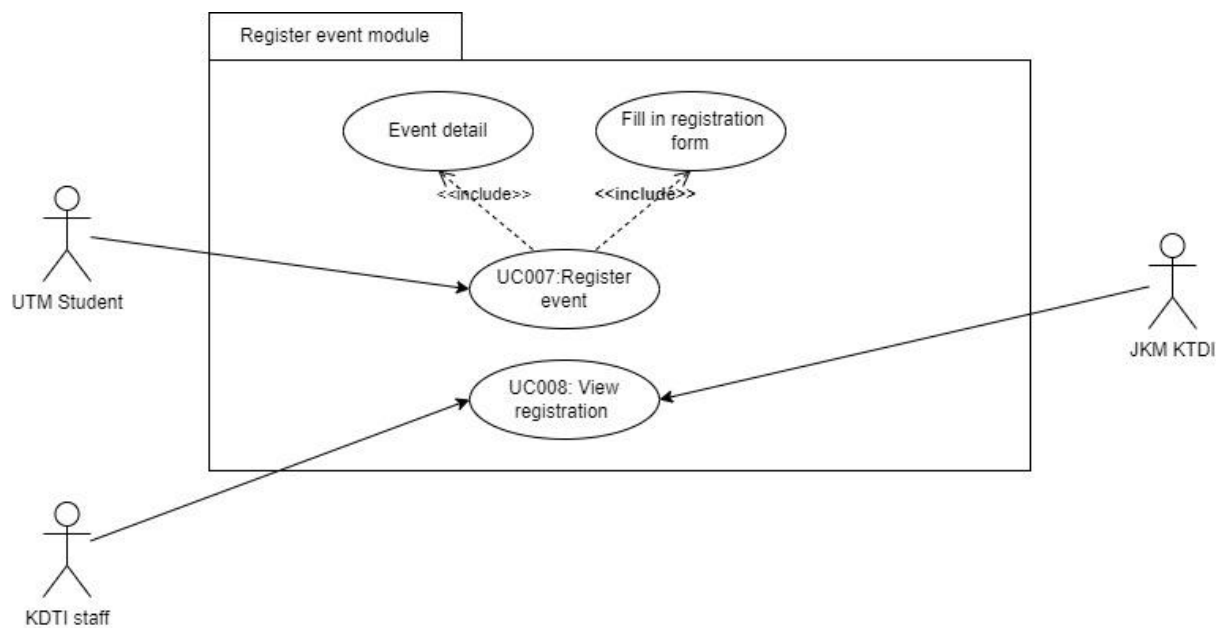 Register event module
Event detail
Fill in registration
form
<<include>>
<<include>>
UTM Student
UC007:Register
event
JKM KTDI
UC008: View
registration
KDTI staff